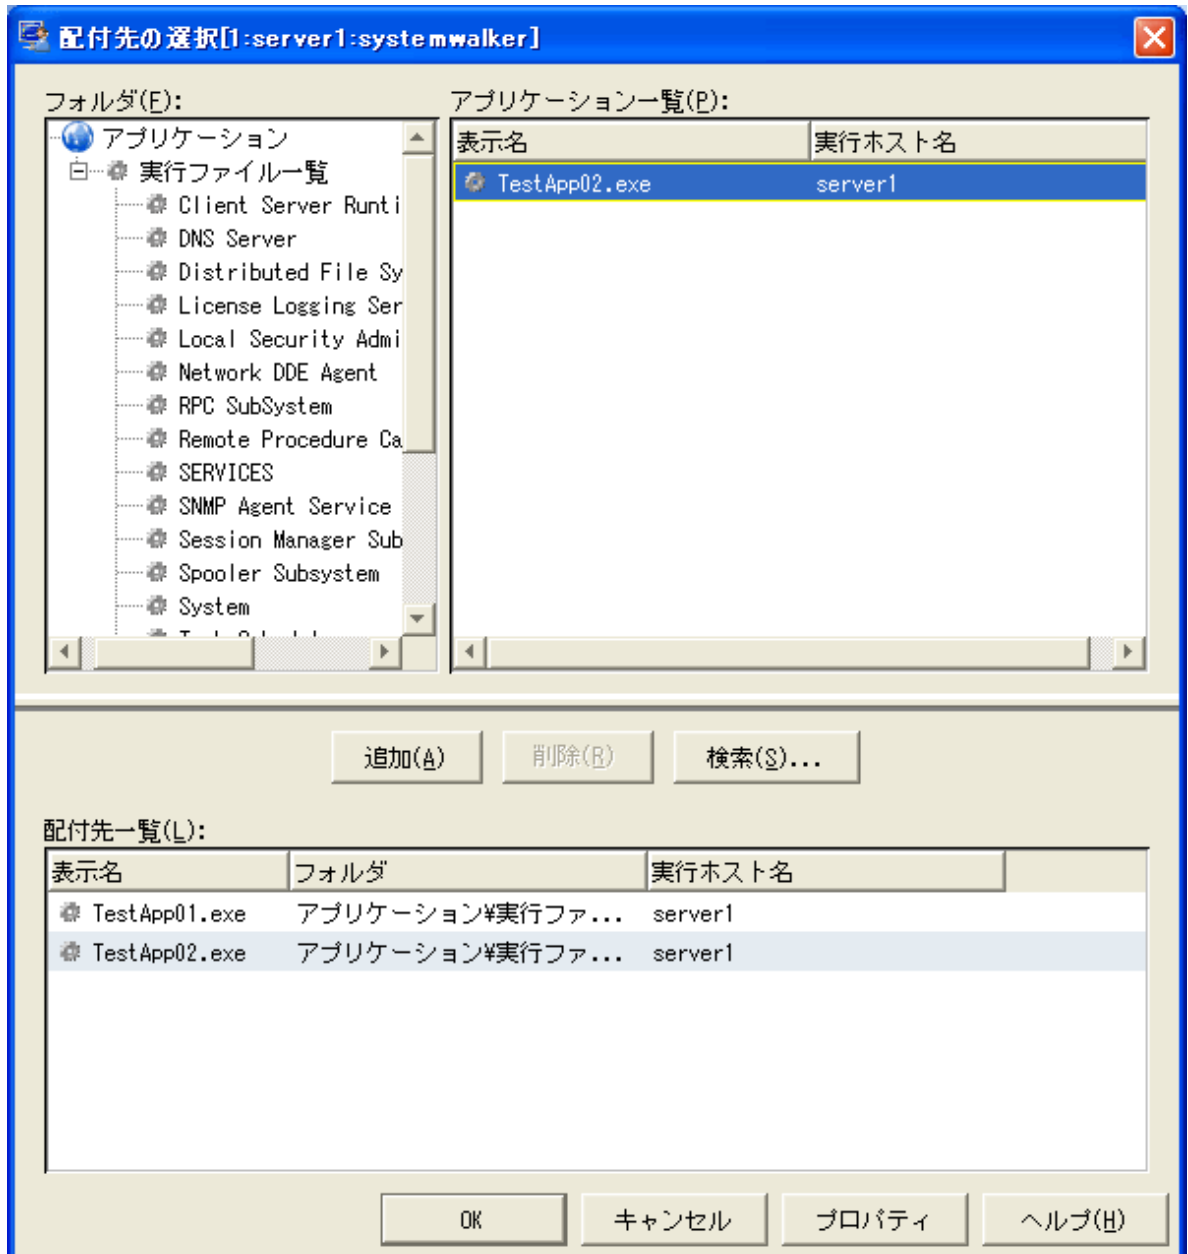 配付先の選択[1:server1:systemwalker]
フォルダ(F):
アプリケーション
実行ファイル一覧
Client Server Runti
DNS Server
Distributed File Sy
License Logging Ser
Local Security Admi
Network DDE Agent
RPC SubSystem
Remote Procedure Ca
SERVICES
SNMP Agent Service
Session Manager Sub
Spooler Subsystem
System
アプリケーション一覧(P):
表示名 実行ホスト名
TestApp02.exe server1
追加(A) 削除(R) 検索(S)...
配付先一覧(L):
表示名 フォルダ 実行ホスト名
TestApp01.exe アプリケーション¥実行ファ... server1
TestApp02.exe アプリケーション¥実行ファ... server1
OK キャンセル プロパティ ヘルプ(H)